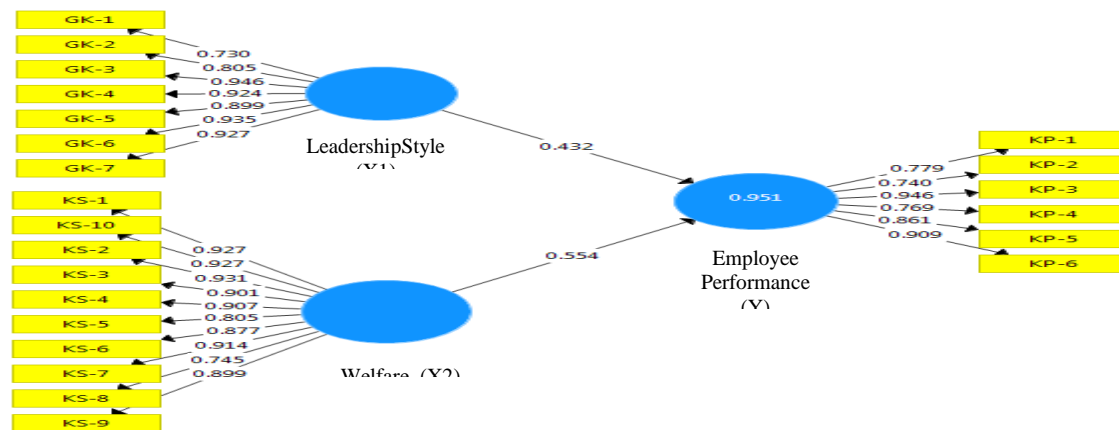 GK-1
GK-2
GK-3
GK-4
GK-5
GK-6
GK-7
0.730
0.805
0.946
0.924
0.899
0.935
0.927
LeadershipStyle
(X1)
KS-1
KS-10
KS-2
KS-3
KS-4
KS-5
KS-6
KS-7
KS-8
KS-9
0.927
0.927
0.931
0.901
0.907
0.805
0.877
0.914
0.745
0.899
Welfare (X2)
0.432
0.554
0.951
Employee
Performance
(Y)
0.779
0.740
0.946
0.769
0.861
0.909
KP-1
KP-2
KP-3
KP-4
KP-5
KP-6